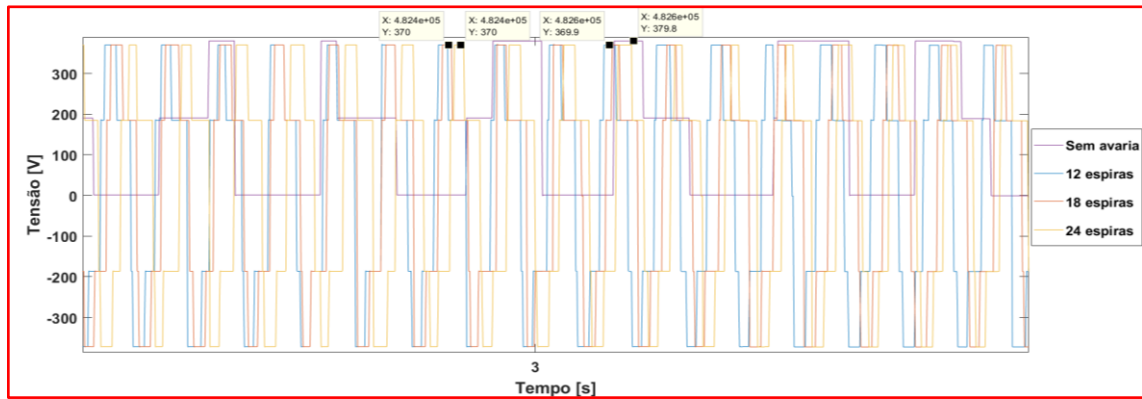 X: 4.824e+05
Y: 370
X: 4.824e+05
Y: 370
X: 4.826e+05
Y: 369.9
X: 4.826e+05
Y: 379.8
Tensão [V]
300
200
100
0
-100
-200
-300
3
Tempo [s]
Sem avaria
12 espiras
18 espiras
24 espiras